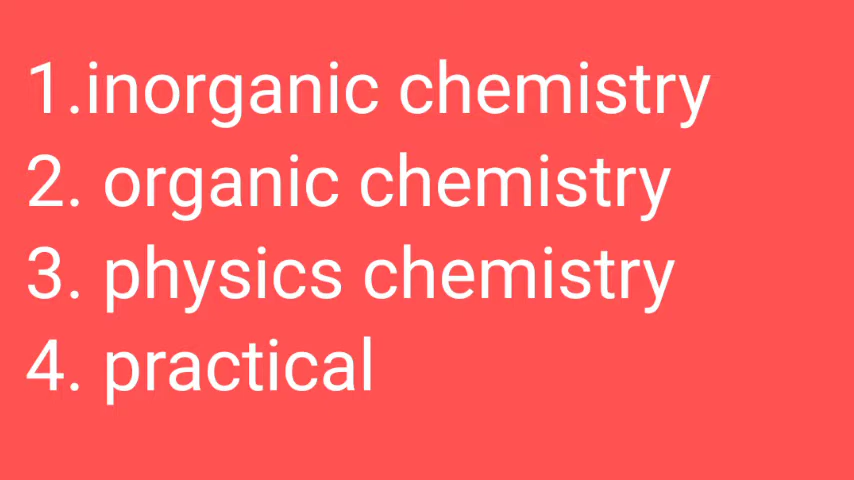 1.inorganic chemistry
2. organic chemistry
3. physics chemistry
4. practical